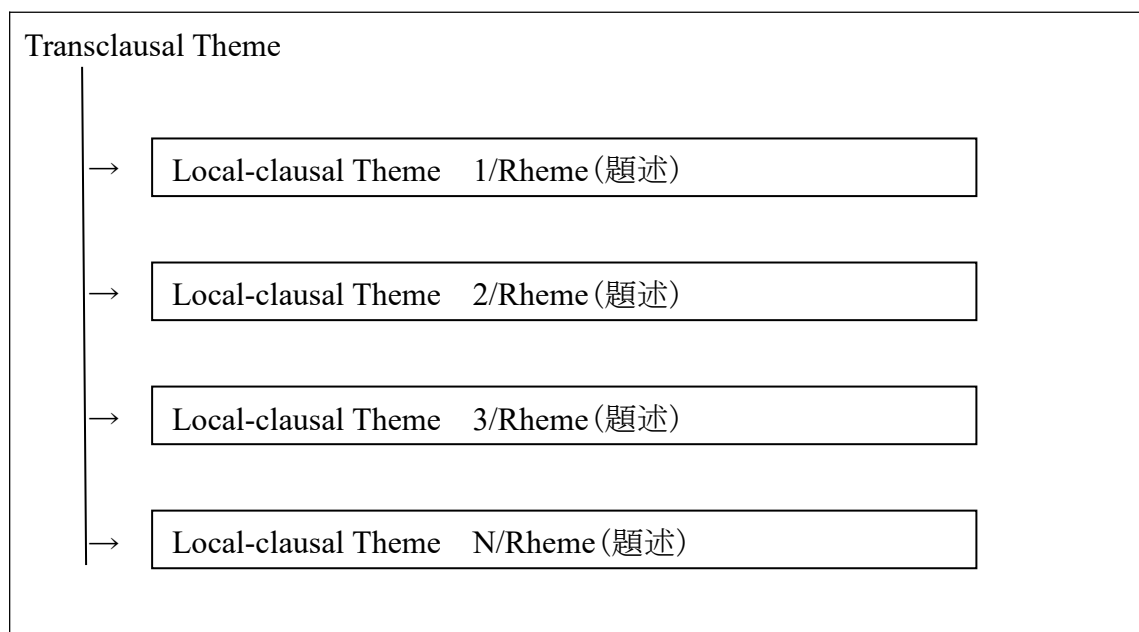 Transclausal Theme
→ Local-clausal Theme 1/Rheme（題述）
→ Local-clausal Theme 2/Rheme（題述）
→ Local-clausal Theme 3/Rheme（題述）
→ Local-clausal Theme N/Rheme（題述）